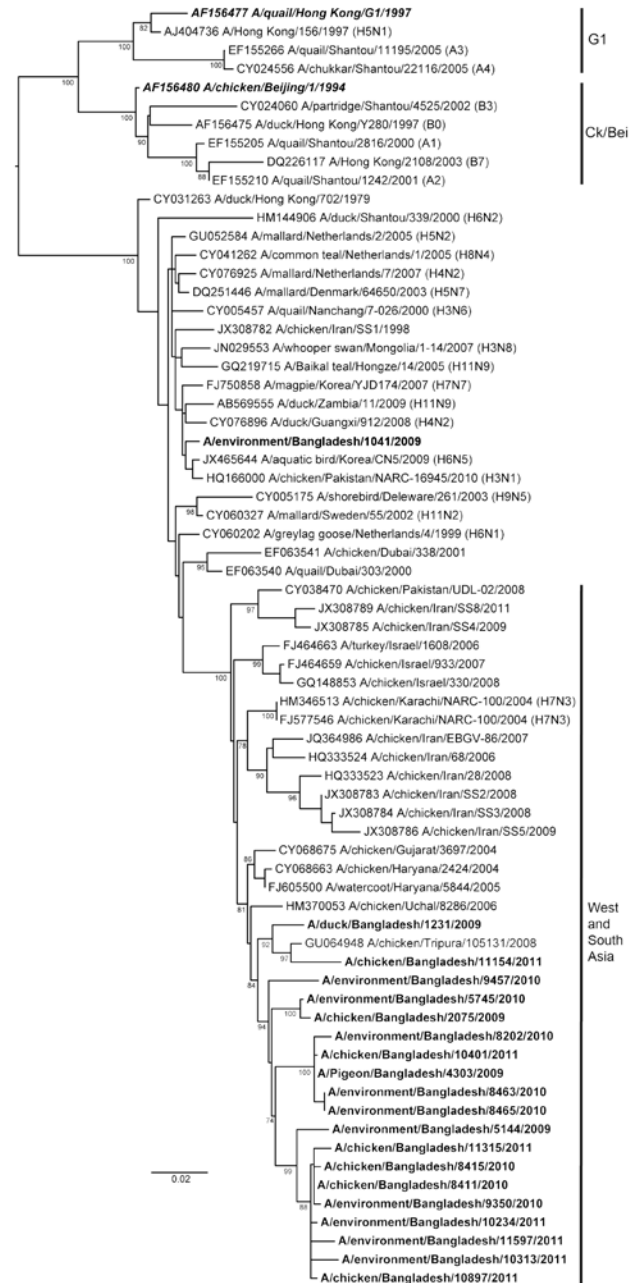 AF156477 A/quail/Hong Kong/G1/1997
82
AJ404736 A/Hong Kong/156/1997 (H5N1)
G1
EF155266 A/quail/Shantou/11195/2005 (A3)
100
CY024556 A/chukkar/Shantou/22116/2005 (A4)
100
AF156480 A/chicken/Beijing/1/1994
CY024060 A/partridge/Shantou/4525/2002 (B3)
100
AF156475 A/duck/Hong Kong/Y280/1997 (B0)
90
EF155205 A/quail/Shantou/2816/2000 (A1)
Ck/Bei
100
DQ226117 A/Hong Kong/2108/2003 (B7)
88
EF155210 A/quail/Shantou/1242/2001 (A2)
CY031263 A/duck/Hong Kong/702/1979
HM144906 A/duck/Shantou/339/2000 (H6N2)
GU052584 A/mallard/Netherlands/2/2005 (H5N2)
CY041262 A/common teal/Netherlands/1/2005 (H8N4)
100
CY076925 A/mallard/Netherlands/7/2007 (H4N2)
DQ251446 A/mallard/Denmark/64650/2003 (H5N7)
CY005457 A/quail/Nanchang/7-026/2000 (H3N6)
JX308782 A/chicken/Iran/SS1/1998
JN029553 A/whooper swan/Mongolia/1-14/2007 (H3N8)
GQ219715 A/Baikal teal/Hongze/14/2005 (H11N9)
FJ750858 A/magpie/Korea/YJD174/2007 (H7N7)
AB569555 A/duck/Zambia/11/2009 (H11N9)
CY076896 A/duck/Guangxi/912/2008 (H4N2)
A/environment/Bangladesh/1041/2009
JX465644 A/aquatic bird/Korea/CN5/2009 (H6N5)
HQ166000 A/chicken/Pakistan/NARC-16945/2010 (H3N1)
CY005175 A/shorebird/Deleware/261/2003 (H9N5)
98
CY060327 A/mallard/Sweden/55/2002 (H11N2)
CY060202 A/greylag goose/Netherlands/4/1999 (H6N1)
EF063541 A/chicken/Dubai/338/2001
95
EF063540 A/quail/Dubai/303/2000
CY038470 A/chicken/Pakistan/UDL-02/2008
97
JX308789 A/chicken/Iran/SS8/2011
JX308785 A/chicken/Iran/SS4/2009
FJ464663 A/turkey/Israel/1608/2006
99
FJ464659 A/chicken/Israel/933/2007
100
GQ148853 A/chicken/Israel/330/2008
HM346513 A/chicken/Karachi/NARC-100/2004 (H7N3)
100
FJ577546 A/chicken/Karachi/NARC-100/2004 (H7N3)
78
JQ364986 A/chicken/Iran/EBGV-86/2007
HQ333524 A/chicken/Iran/68/2006
90
HQ333523 A/chicken/Iran/28/2008
96
JX308783 A/chicken/Iran/SS2/2008
JX308784 A/chicken/Iran/SS3/2008
JX308786 A/chicken/Iran/SS5/2009
CY068675 A/chicken/Gujarat/3697/2004
86
CY068663 A/chicken/Haryana/2424/2004
FJ605500 A/watercoot/Haryana/5844/2005
81
HM370053 A/chicken/Uchal/8286/2006
West
and
South
Asia
A/duck/Bangladesh/1231/2009
92
GU064948 A/chicken/Tripura/105131/2008
97
A/chicken/Bangladesh/11154/2011
84
A/environment/Bangladesh/9457/2010
94
A/environment/Bangladesh/5745/2010
100
A/chicken/Bangladesh/2075/2009
A/environment/Bangladesh/8202/2010
A/chicken/Bangladesh/10401/2011
100
A/Pigeon/Bangladesh/4303/2009
A/environment/Bangladesh/8463/2010
A/environment/Bangladesh/8465/2010
74
A/environment/Bangladesh/5144/2009
A/chicken/Bangladesh/11315/2011
99
A/chicken/Bangladesh/8415/2010
A/chicken/Bangladesh/8411/2010
88
A/environment/Bangladesh/9350/2010
0.02
A/environment/Bangladesh/10234/2011
A/environment/Bangladesh/11597/2011
A/environment/Bangladesh/10313/2011
A/chicken/Bangladesh/10897/2011